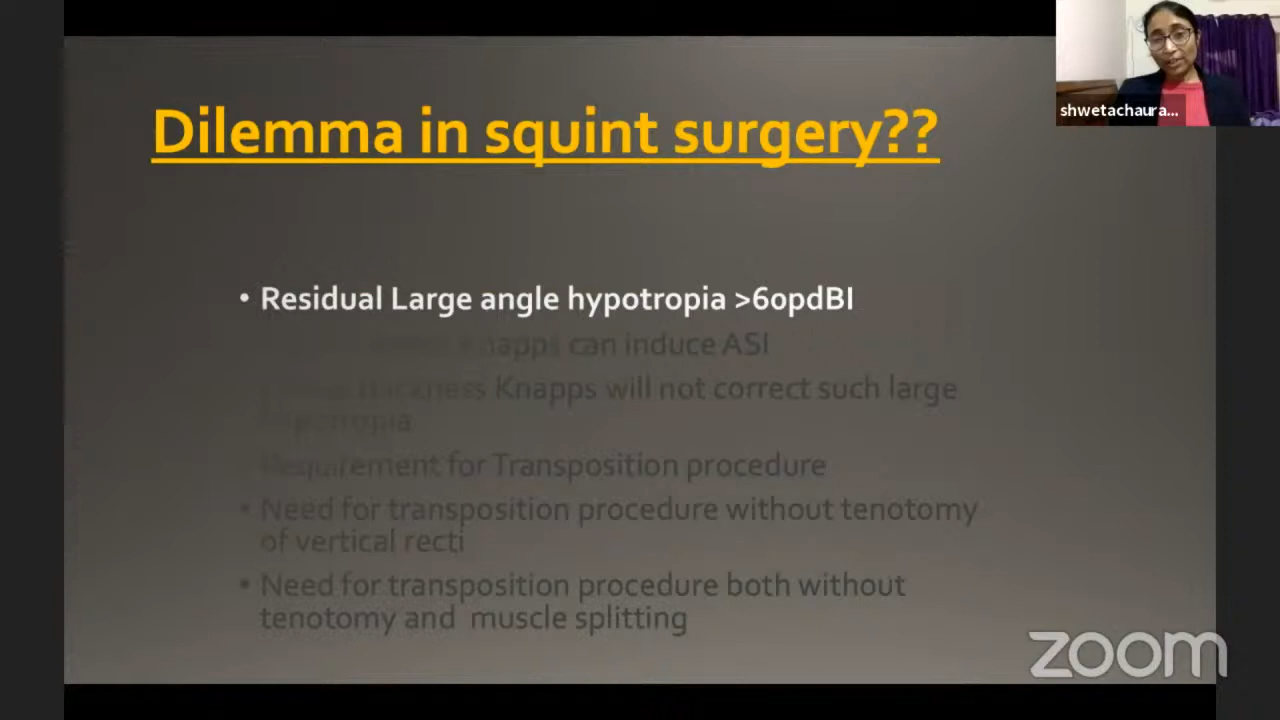 shwetachaura...
Dilemma in squint surgery??
• Residual Large angle hypotropia >60pdBI
Knapps can induce ASI
thickness Knapps will not correct such large
hypotropia
Requirement for Transposition procedure
• Need for transposition procedure without tenotomy
of vertical recti
• Need for transposition procedure both without
tenotomy and muscle splitting
zoom